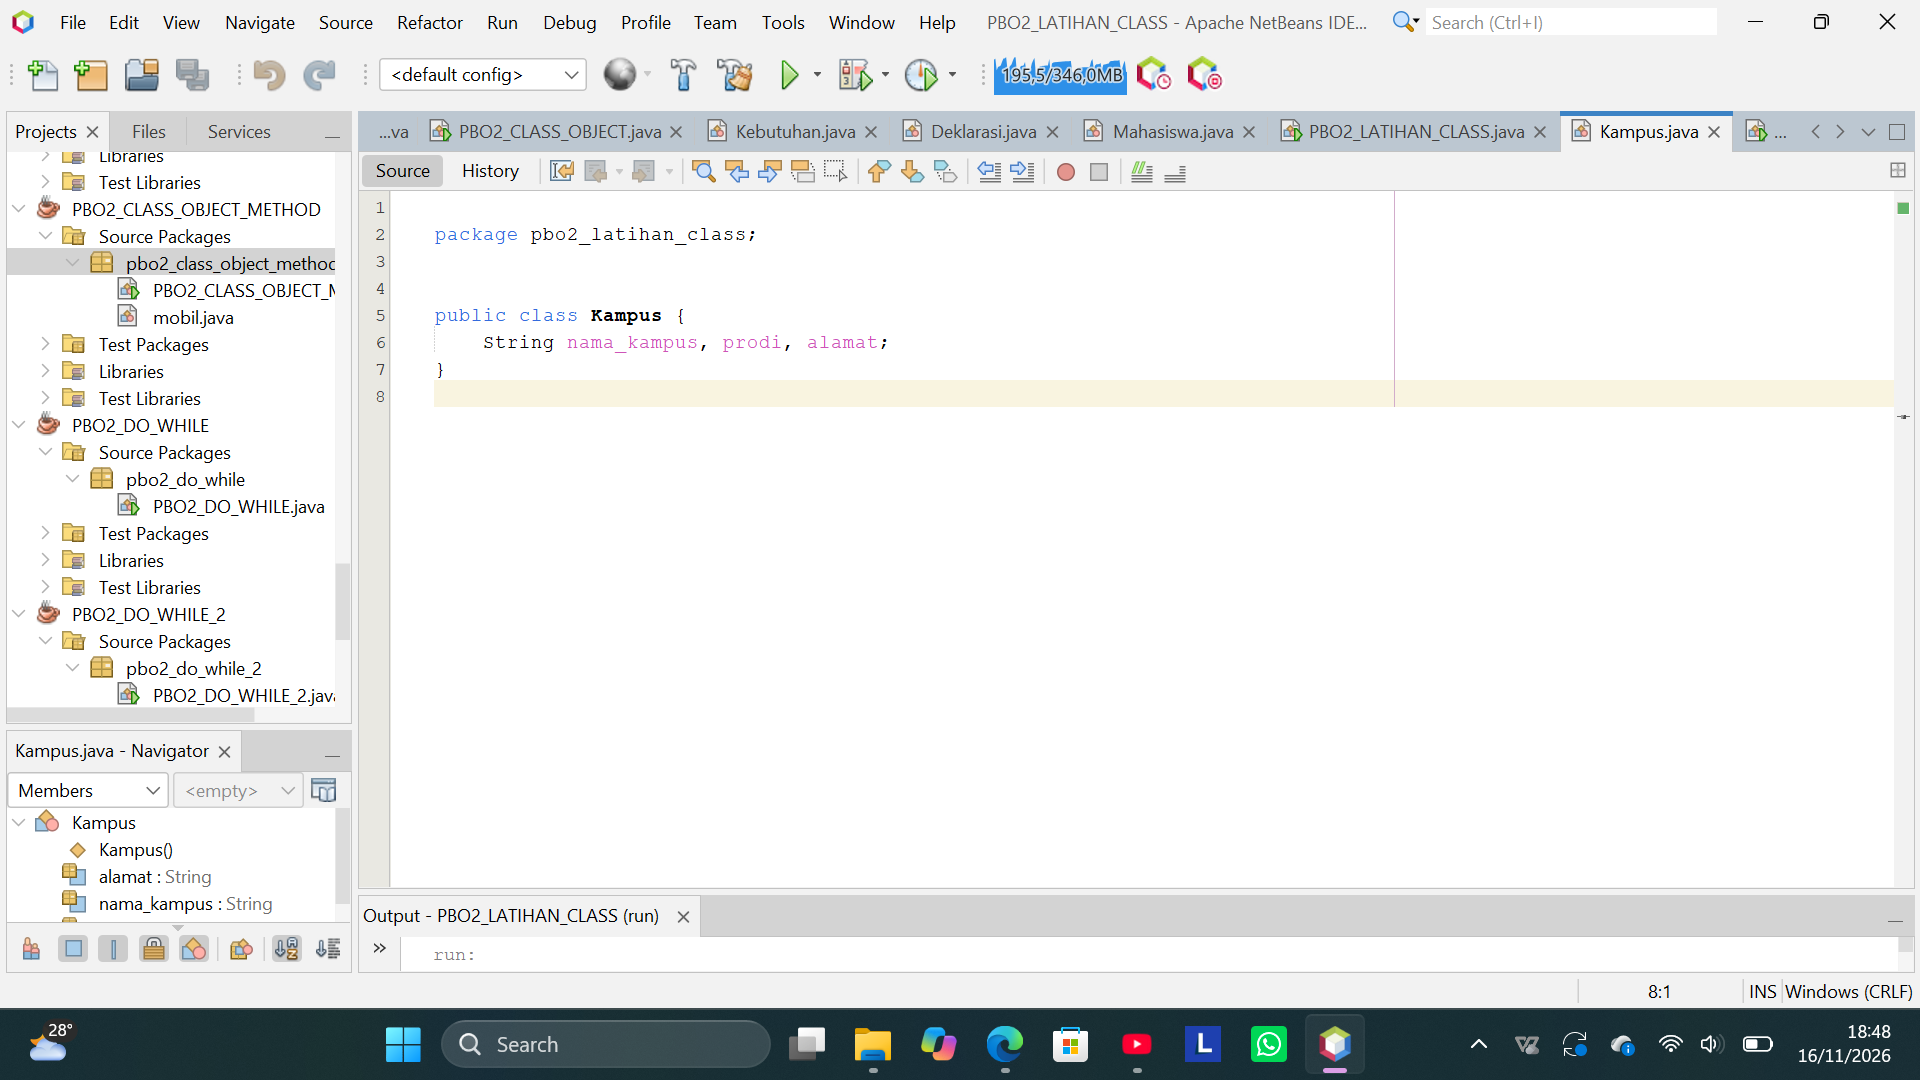 File Edit View Navigate Source Refactor Run Debug Profile Team Tools Window Help PBO2_LATIHAN_CLASS - Apache NetBeans IDE... Search (Ctrl+I)
<default config> 195,5/346,0MB
Projects Files Services
...va PBO2_CLASS_OBJECT.java Kebutuhan.java Deklarasi.java Mahasiswa.java PBO2_LATIHAN_CLASS.java Kampus.java ...
Source History
Libraries
Test Libraries
PBO2_CLASS_OBJECT_METHOD
Source Packages
pbo2_class_object_method
PBO2_CLASS_OBJECT_M
mobil.java
Test Packages
Libraries
Test Libraries
PBO2_DO_WHILE
Source Packages
pbo2_do_while
PBO2_DO_WHILE.java
Test Packages
Libraries
Test Libraries
PBO2_DO_WHILE_2
Source Packages
pbo2_do_while_2
PBO2_DO_WHILE_2.java
1
2 package pbo2_latihan_class;
3
4
5 public class Kampus {
6 String nama_kampus, prodi, alamat;
7 }
8
Kampus.java - Navigator
Members <empty>
Kampus
Kampus()
alamat : String
nama_kampus : String
Output - PBO2_LATIHAN_CLASS (run)
run:
8:1 INS Windows (CRLF)
28°
Search
L
18:48
16/11/2026